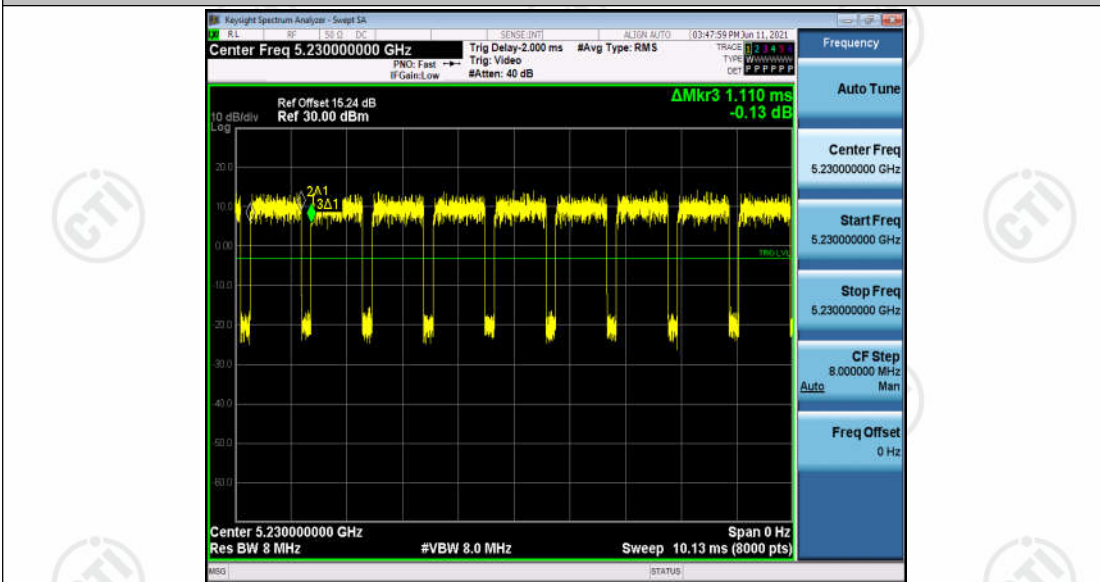 Keysight Spectrum Analyzer - Swept SA
RL RF 50 Ω DC SENSE:INT ALIGN AUTO 03:47:59 PM Jun 11, 2021
Center Freq 5.230000000 GHz
PNO: Fast
IFGain:Low
Trig Delay-2.000 ms
Trig: Video
#Atten: 40 dB
#Avg Type: RMS
TRACE 1 2 3 4 5 6
TYPE WWWWWW
DET P P P P P P
Frequency
Auto Tune
ΔMkr3 1.110 ms
-0.13 dB
Ref Offset 15.24 dB
10 dB/div Ref 30.00 dBm
Log
20.0
10.0
0.00
-10.0
-20.0
-30.0
-40.0
-50.0
-60.0
2Δ1
3Δ1
TRIG LVL
Center Freq
5.230000000 GHz
Start Freq
5.230000000 GHz
Stop Freq
5.230000000 GHz
CF Step
8.000000 MHz
Auto Man
Freq Offset
0 Hz
Center 5.230000000 GHz Span 0 Hz
Res BW 8 MHz #VBW 8.0 MHz Sweep 10.13 ms (8000 pts)
MSG STATUS
CTI
CTI